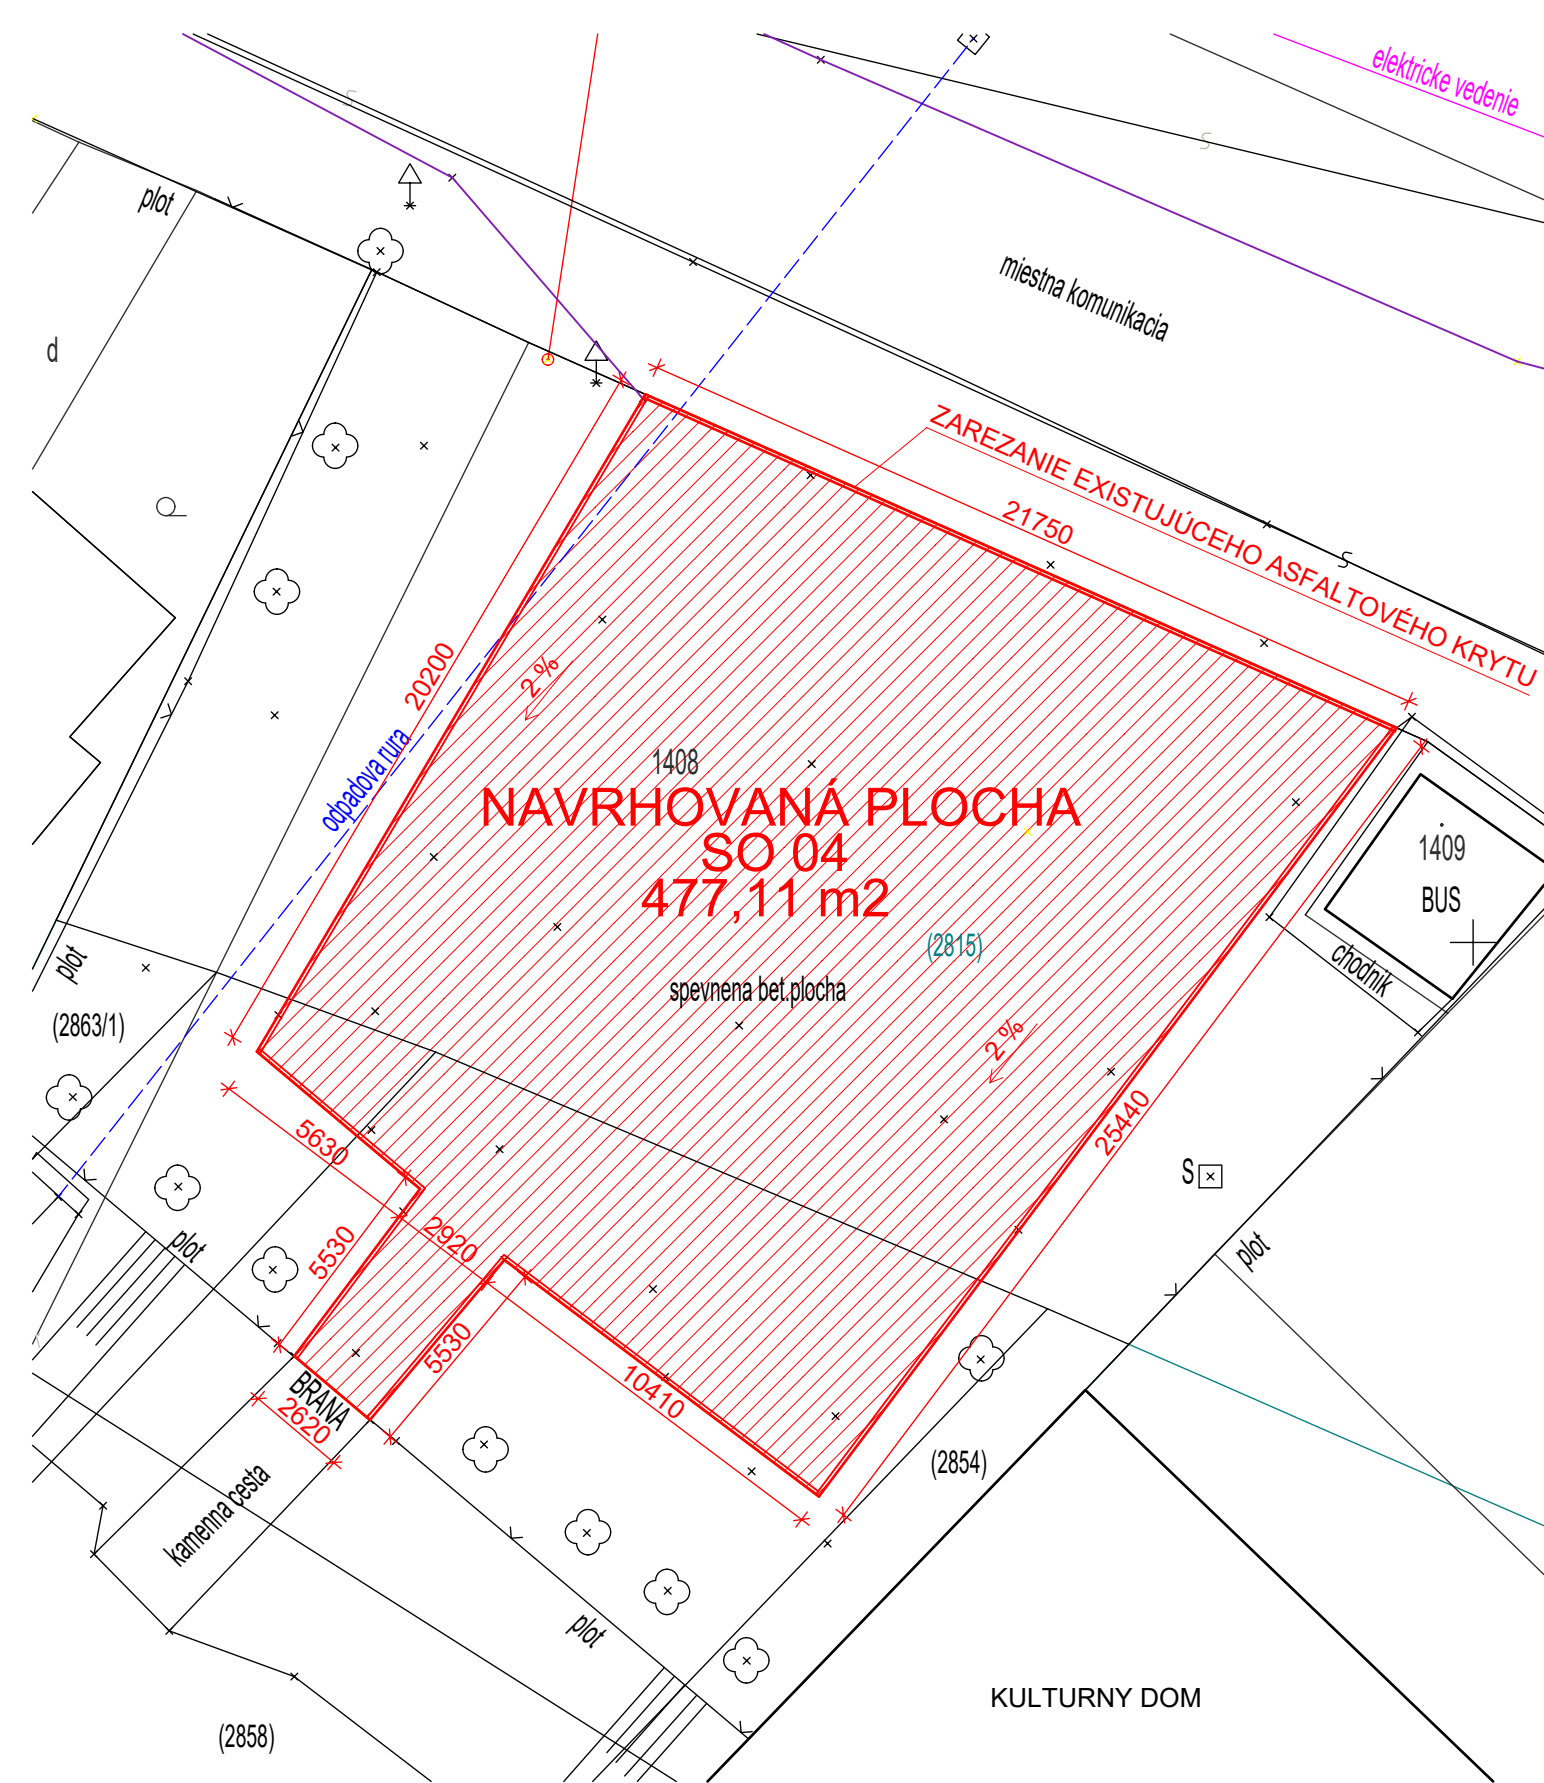 elektricke vedenie
plot
miestna komunikacia
d
ZAREZANIE EXISTUJÚCEHO ASFALTOVÉHO KRYTU
21750
20200
2 %
odpadova rura
1408
NAVRHOVANÁ PLOCHA
SO 04
477,11 m2
1409
BUS
(2815)
chodnik
plot
spevnena bet.plocha
(2863/1)
2 %
25440
5630
S
2920
plot
5530
plot
5530
10410
BRANA
2620
(2854)
kamenna cesta
plot
KULTURNY DOM
(2858)